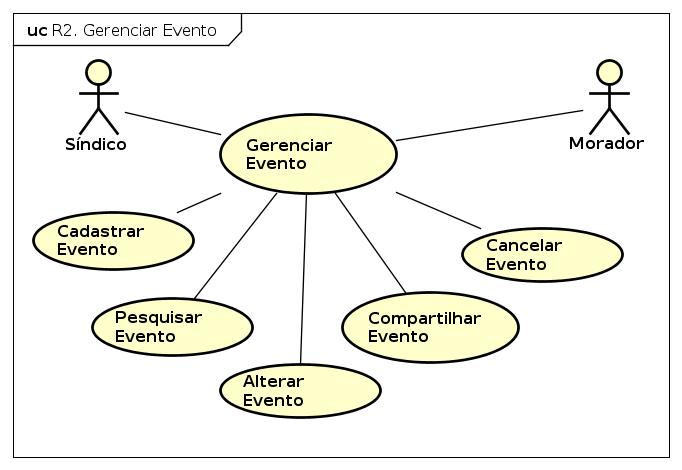 uc R2. Gerenciar Evento
Síndico
Morador
Gerenciar
Evento
Cadastrar
Evento
Cancelar
Evento
Pesquisar
Evento
Compartilhar
Evento
Alterar
Evento